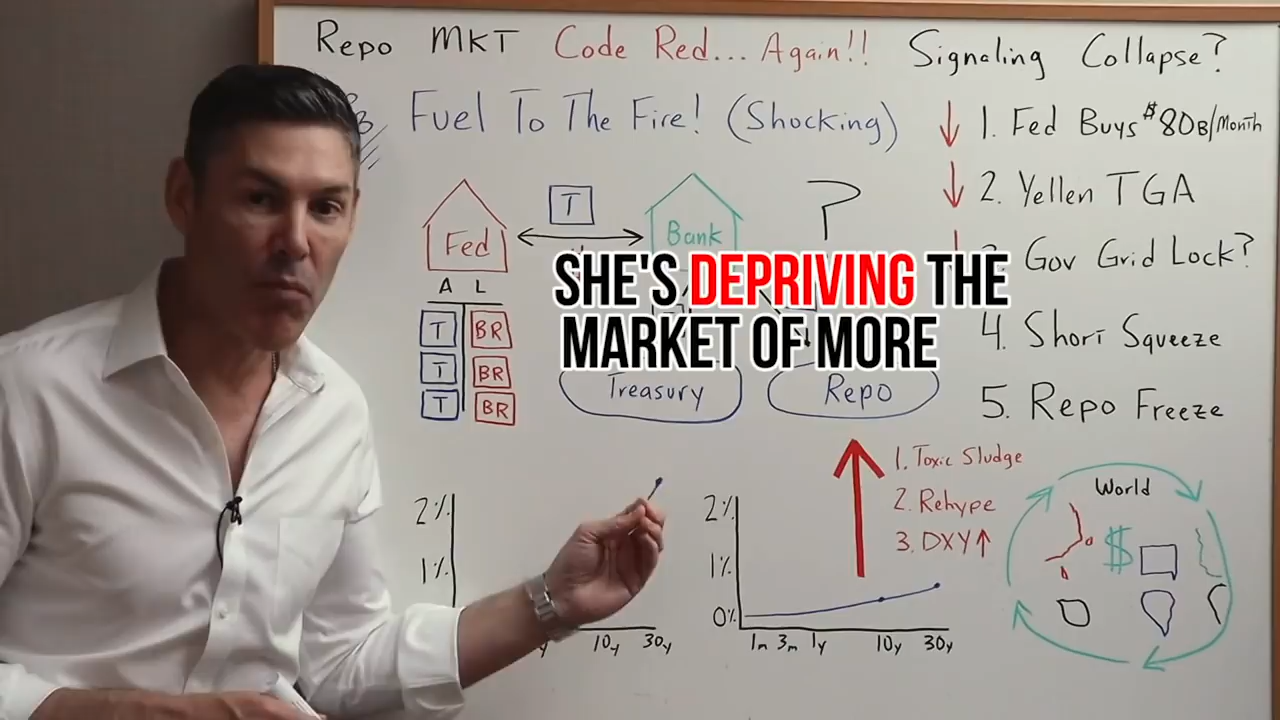 Repo MKT Code Red... Again!! Signaling Collapse?
Fuel To The Fire! (Shocking)
1. Fed Buys $80B/Month
2. Yellen TGA
Gov Grid Lock?
4. Short Squeeze
5. Repo Freeze
T
Fed
Bank
?
SHE'S DEPRIVING THE
MARKET OF MORE
A L
T BR
T BR
T BR
Treasury
Repo
1. Toxic Sludge
2. Rehype
3. DXY↑
World
$
2%
1%
10y 30y
2%
1%
0%
1m 3m 1y 10y 30y